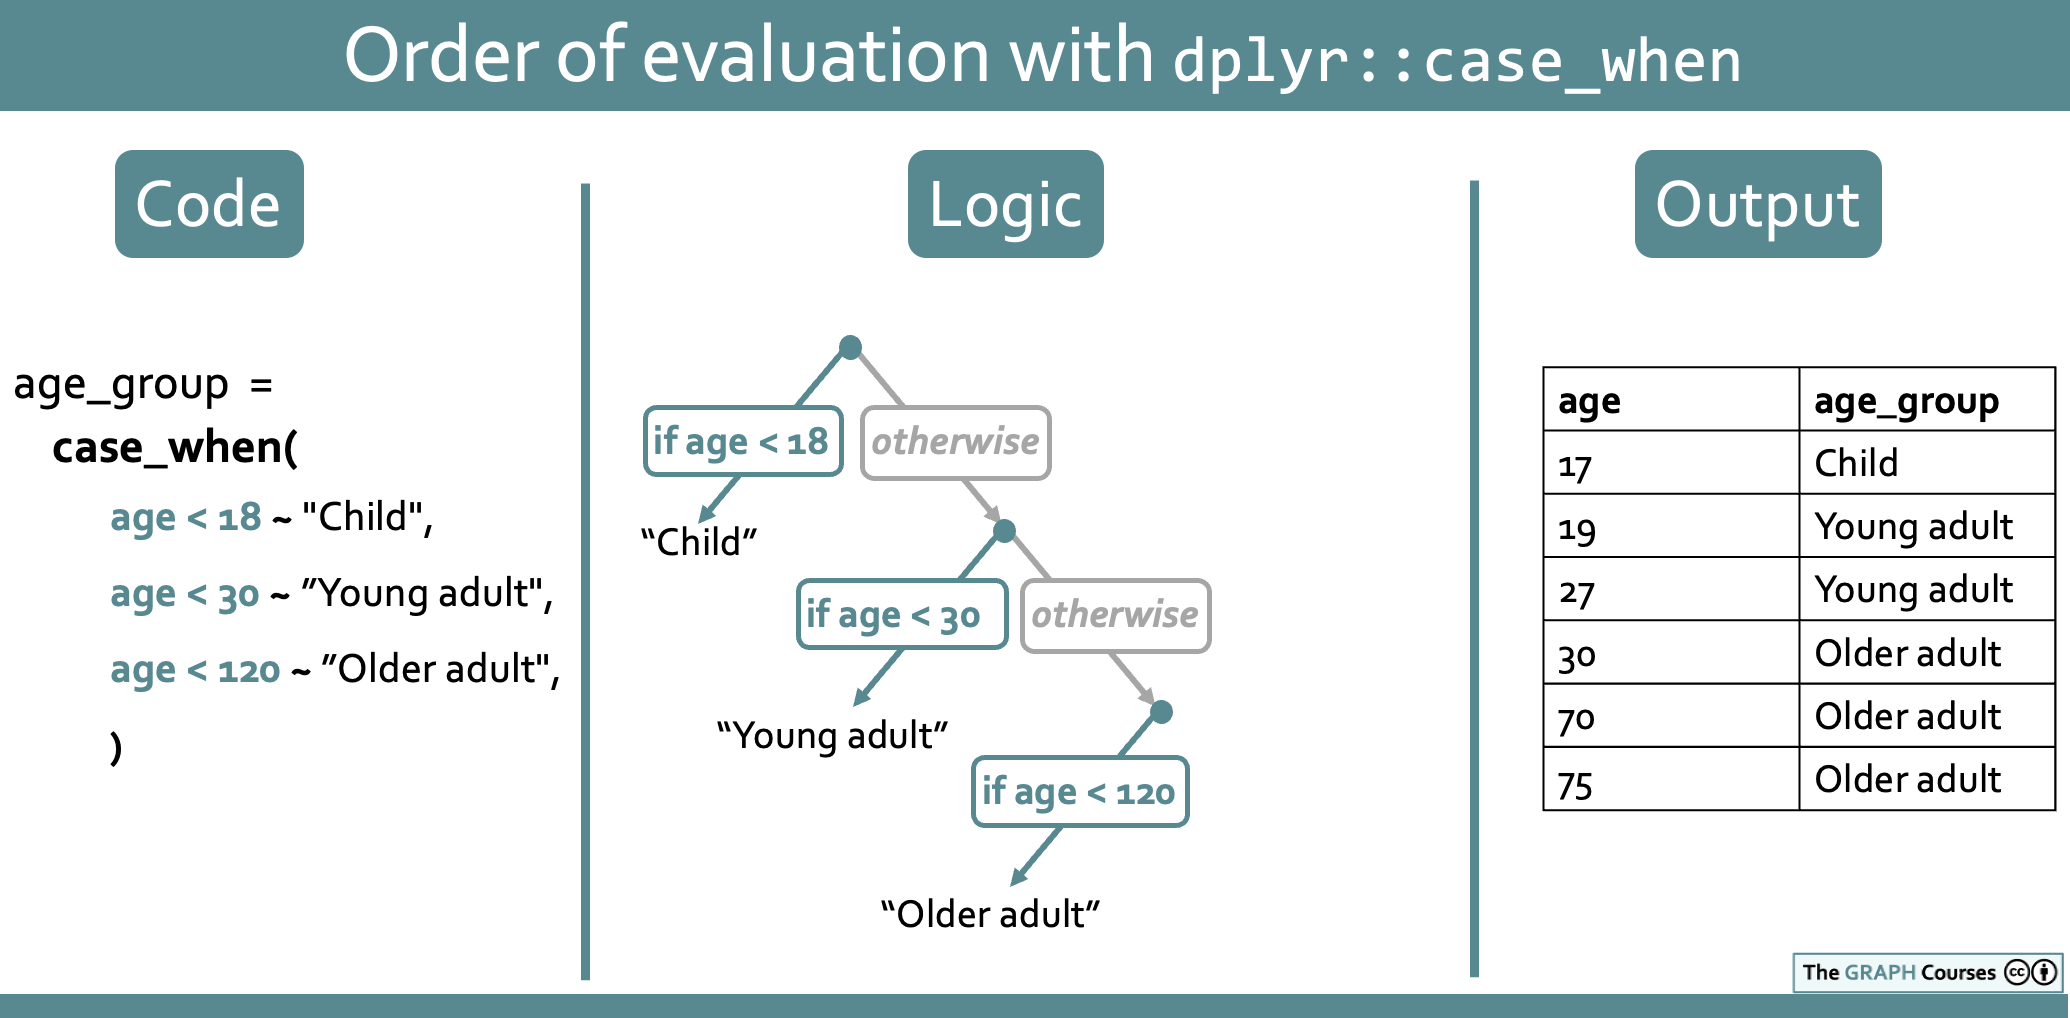 Order of evaluation with dplyr::case_when
Code
age_group =
case_when(
age < 18 ~ "Child",
age < 30 ~ ”Young adult",
age < 120 ~ ”Older adult",
)
Logic
if age < 18
otherwise
“Child”
if age < 30
otherwise
“Young adult”
if age < 120
“Older adult”
Output
age age_group
17 Child
19 Young adult
27 Young adult
30 Older adult
70 Older adult
75 Older adult
The GRAPH Courses cc